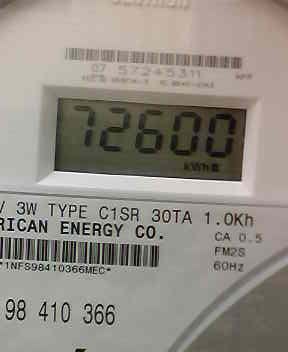 07 57245311
72600
kWh
V 3W TYPE C1SR 30TA 1.0Kh
RICAN ENERGY CO.
CA 0.5
FM2S
60Hz
*1NFS98410366MEC*
98 410 366